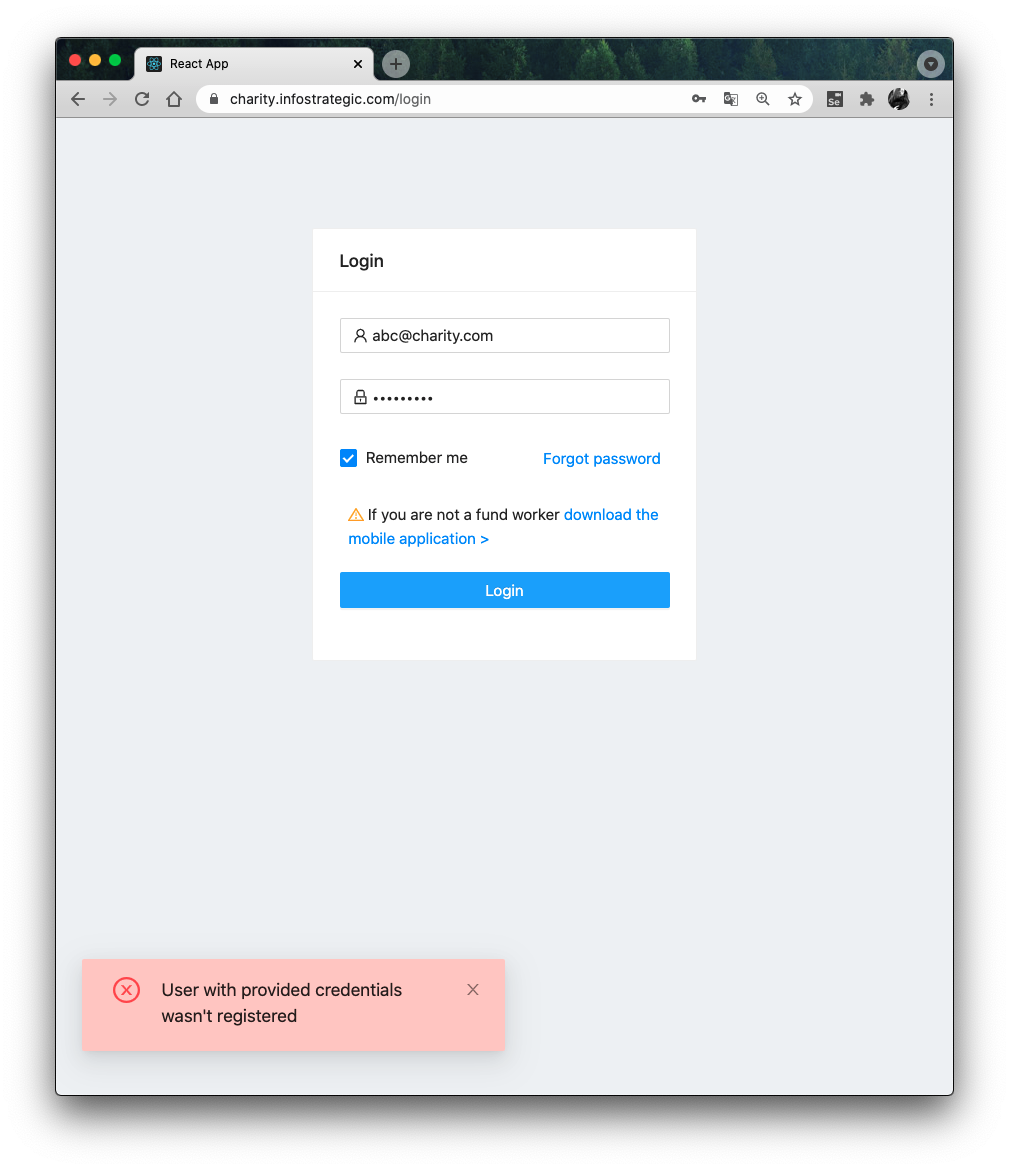 React App
charity.infostrategic.com/login
Se
Login
abc@charity.com
•••••••••
Remember me
Forgot password
If you are not a fund worker download the
mobile application >
Login
User with provided credentials
wasn't registered